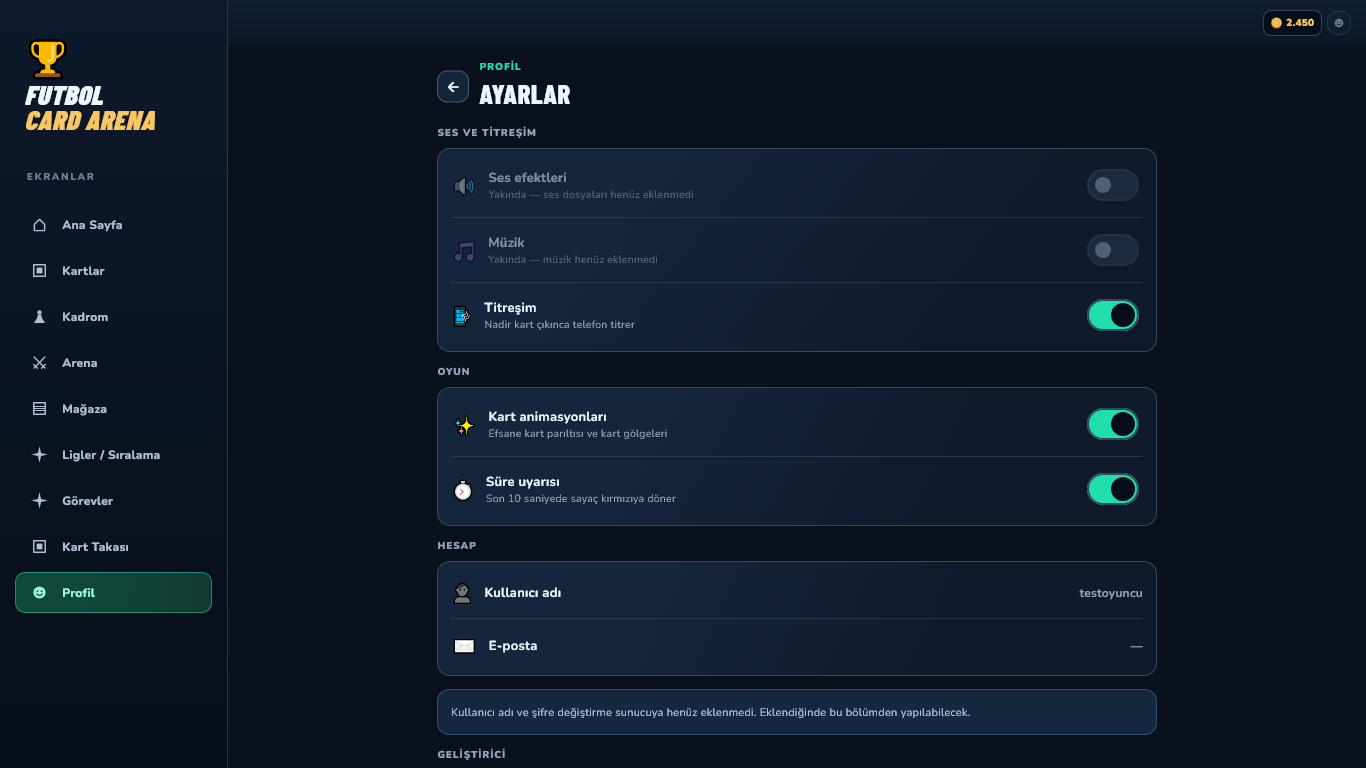 FUTBOL
CARD ARENA
EKRANLAR
Ana Sayfa
Kartlar
Kadrom
Arena
Mağaza
Ligler / Sıralama
Görevler
Kart Takası
Profil
2.450
PROFİL
AYARLAR
SES VE TİTREŞİM
Ses efektleri
Yakında — ses dosyaları henüz eklenmedi
Müzik
Yakında — müzik henüz eklenmedi
Titreşim
Nadir kart çıkınca telefon titrer
OYUN
Kart animasyonları
Efsane kart parıltısı ve kart gölgeleri
Süre uyarısı
Son 10 saniyede sayaç kırmızıya döner
HESAP
Kullanıcı adı
testoyuncu
E-posta
—
Kullanıcı adı ve şifre değiştirme sunucuya henüz eklenmedi. Eklendiğinde bu bölümden yapılabilecek.
GELİŞTİRİCİ